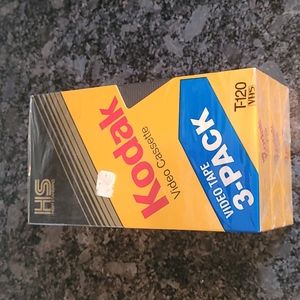 HS
Kodak
Video Cassette
VIDEO TAPE
3-PACK
T-120
VHS